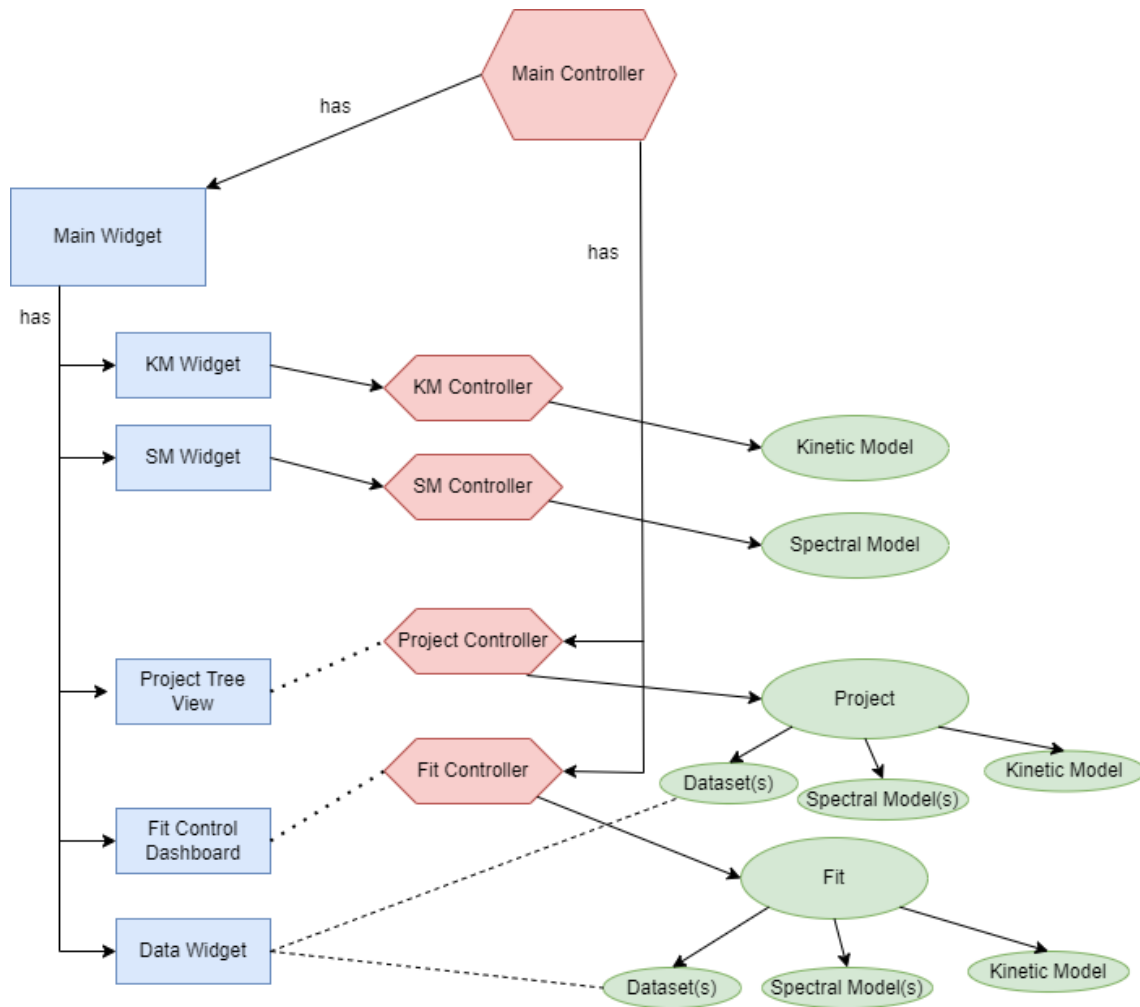 Main Controller
has
Main Widget
has
has
KM Widget
KM Controller
Kinetic Model
SM Widget
SM Controller
Spectral Model
Project Controller
Project Tree
View
Project
Fit Controller
Dataset(s)
Spectral Model(s)
Kinetic Model
Fit Control
Dashboard
Fit
Data Widget
Dataset(s)
Spectral Model(s)
Kinetic Model